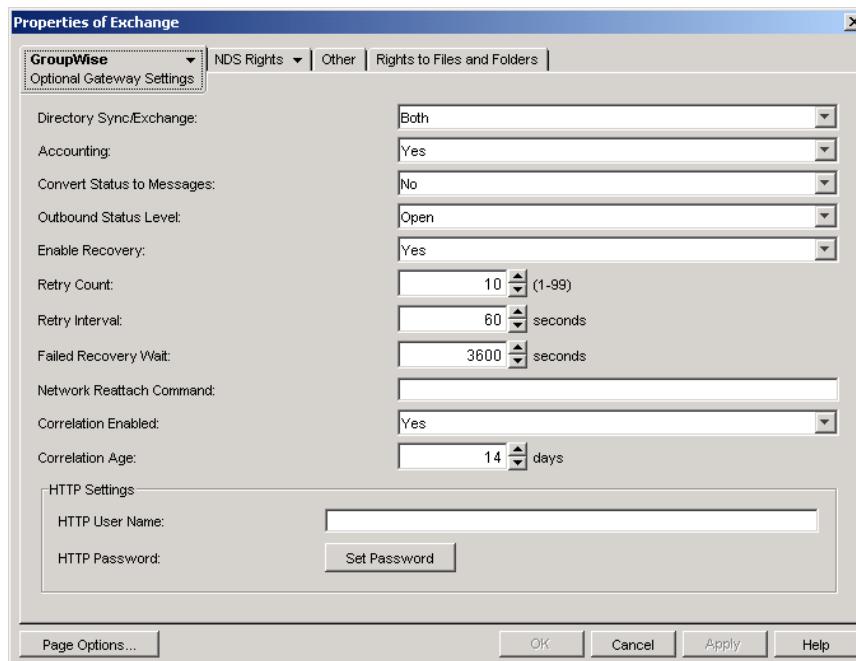 Properties of Exchange
GroupWise NDS Rights Other Rights to Files and Folders
Optional Gateway Settings
Directory Sync/Exchange: Both
Accounting: Yes
Convert Status to Messages: No
Outbound Status Level: Open
Enable Recovery: Yes
Retry Count: 10 (1-99)
Retry Interval: 60 seconds
Failed Recovery Wait: 3600 seconds
Network Reattach Command:
Correlation Enabled: Yes
Correlation Age: 14 days
HTTP Settings
HTTP User Name:
HTTP Password: Set Password
Page Options... OK Cancel Apply Help